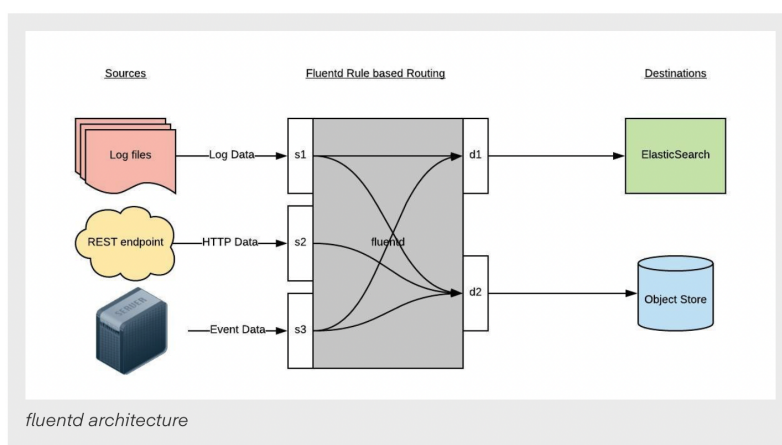 Sources
Fluentd Rule based Routing
Destinations
Log files
Log Data
s1
d1
ElasticSearch
REST endpoint
HTTP Data
s2
fluentd
d2
Object Store
SERVER
Event Data
s3
fluentd architecture